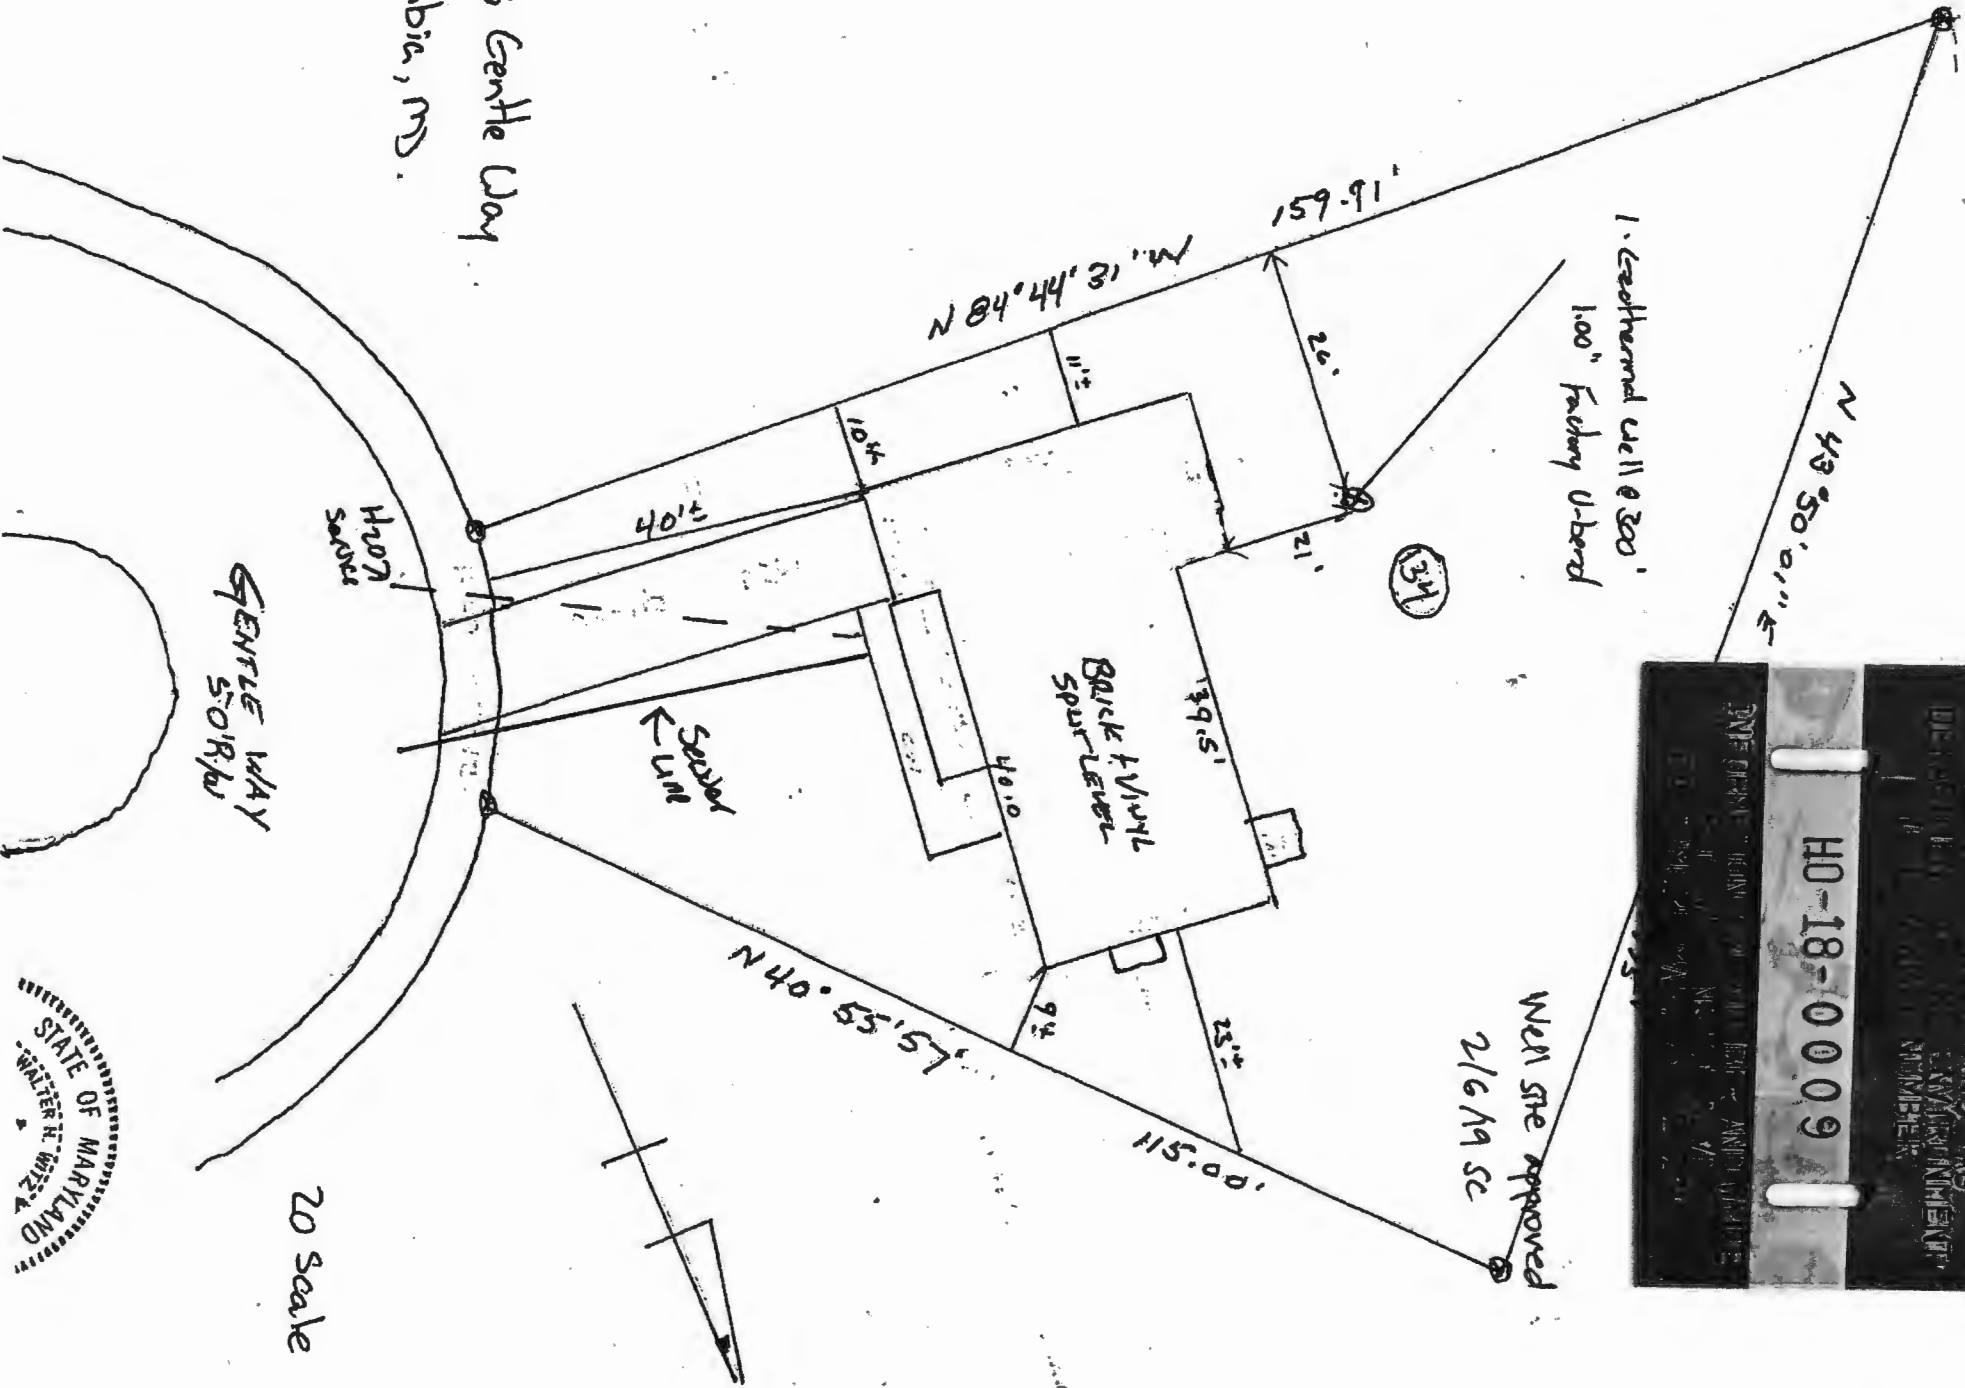 Gentle Way
MD.
159.91'
N 84° 44' 31" W
1. Geothermal well @ 300'
1.00" Factory U-bend
N 43° 50' 01" E
26'
11'±
10'±
40'±
21'
134
39.5'
BRICK & VINYL
SPLIT-LEVEL
40.0
H2O
Service
Sewer
Line
GENTLE WAY
50' R/W
9'±
23'±
N 40° 55' 57"
115.00'
Well site approved
2/6/19 SC
ENVIRONMENT
NUMBER
HO-18-0009
20 Scale
STATE OF MARYLAND
WALTER H.